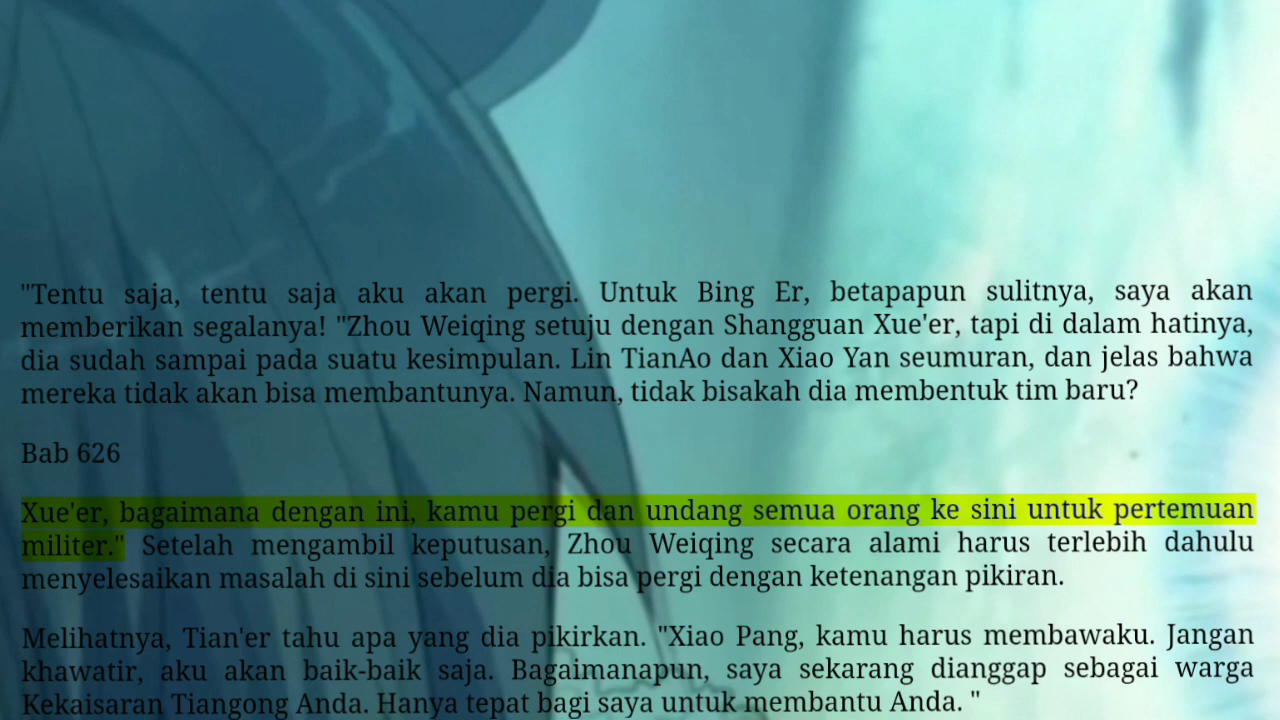 "Tentu saja, tentu saja aku akan pergi. Untuk Bing Er, betapapun sulitnya, saya akan
memberikan segalanya! "Zhou Weiqing setuju dengan Shangguan Xue'er, tapi di dalam hatinya,
dia sudah sampai pada suatu kesimpulan. Lin TianAo dan Xiao Yan seumuran, dan jelas bahwa
mereka tidak akan bisa membantunya. Namun, tidak bisakah dia membentuk tim baru?
Bab 626
Xue'er, bagaimana dengan ini, kamu pergi dan undang semua orang ke sini untuk pertemuan
militer." Setelah mengambil keputusan, Zhou Weiqing secara alami harus terlebih dahulu
menyelesaikan masalah di sini sebelum dia bisa pergi dengan ketenangan pikiran.
Melihatnya, Tian'er tahu apa yang dia pikirkan. "Xiao Pang, kamu harus membawaku. Jangan
khawatir, aku akan baik-baik saja. Bagaimanapun, saya sekarang dianggap sebagai warga
Kekaisaran Tiangong Anda. Hanya tepat bagi saya untuk membantu Anda. "